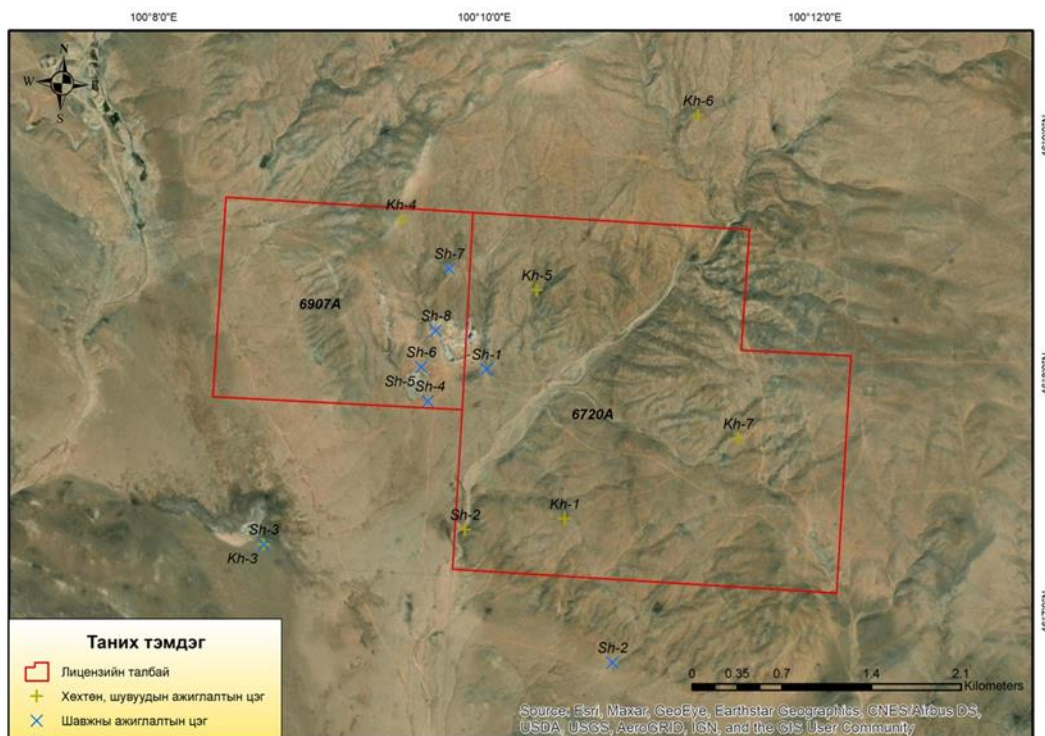 100°8'0"E
100°10'0"E
100°12'0"E
N
W
E
S
Kh-6
Kh-4
Sh-7
Kh-5
6907A
Sh-8
Sh-6
Sh-1
Sh-5
Sh-4
6720A
Kh-7
Kh-1
Sh-2
Sh-3
Kh-3
Sh-2
Таних тэмдэг
Лицензийн талбай
Хөхтөн, шувуудын ажиглалтын цэг
Шавжны ажиглалтын цэг
0 0.35 0.7 1.4 2.1
Kilometers
Source: Esri, Maxar, GeoEye, Earthstar Geographics, CNES/Airbus DS,
USDA, USGS, AeroGRID, IGN, and the GIS User Community